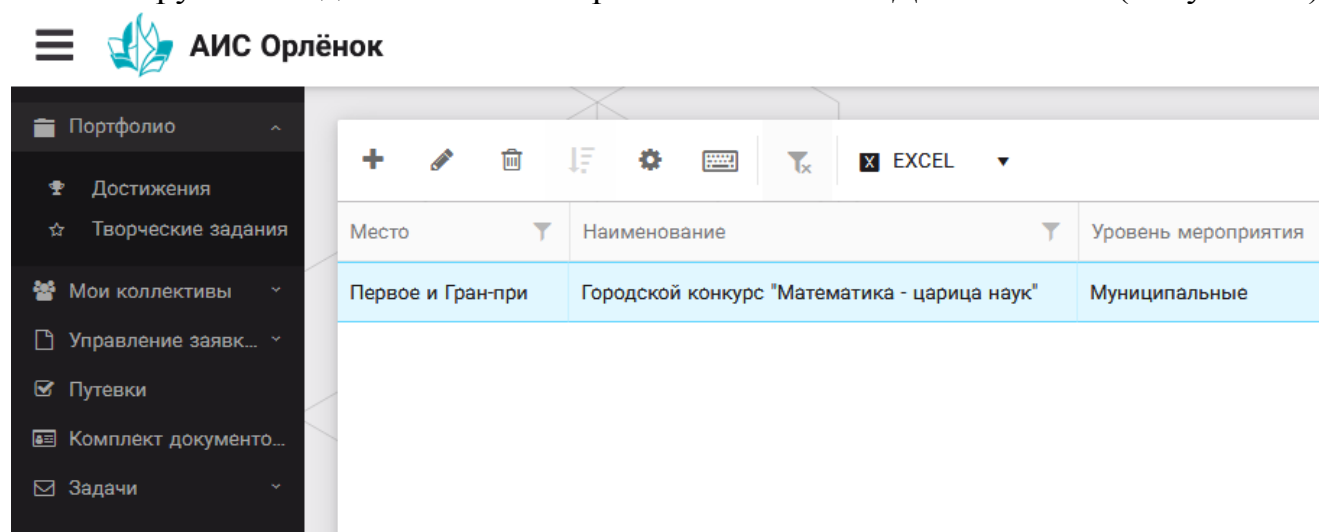 АИС Орлёнок
Портфолио
Достижения
Творческие задания
Мои коллективы
Управление заявк...
Путевки
Комплект документо...
Задачи
EXCEL
Место Наименование Уровень мероприятия
Первое и Гран-при Городской конкурс "Математика - царица наук" Муниципальные